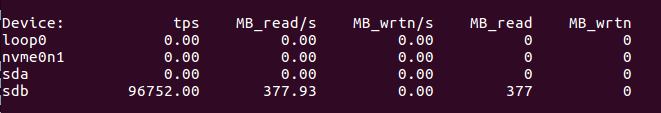 Device: tps MB_read/s MB_wrtn/s MB_read MB_wrtn
loop0 0.00 0.00 0.00 0 0
nvme0n1 0.00 0.00 0.00 0 0
sda 0.00 0.00 0.00 0 0
sdb 96752.00 377.93 0.00 377 0